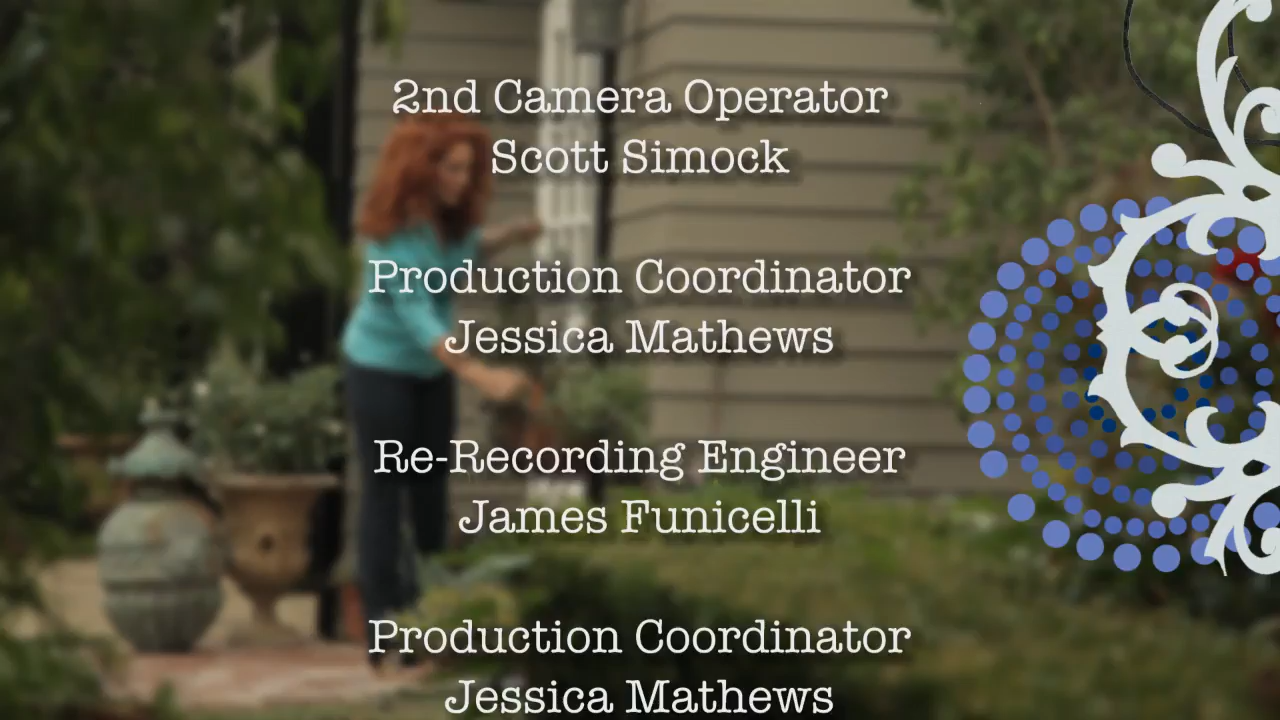 2nd Camera Operator
Scott Simock
Production Coordinator
Jessica Mathews
Re-Recording Engineer
James Funicelli
Production Coordinator
Jessica Mathews